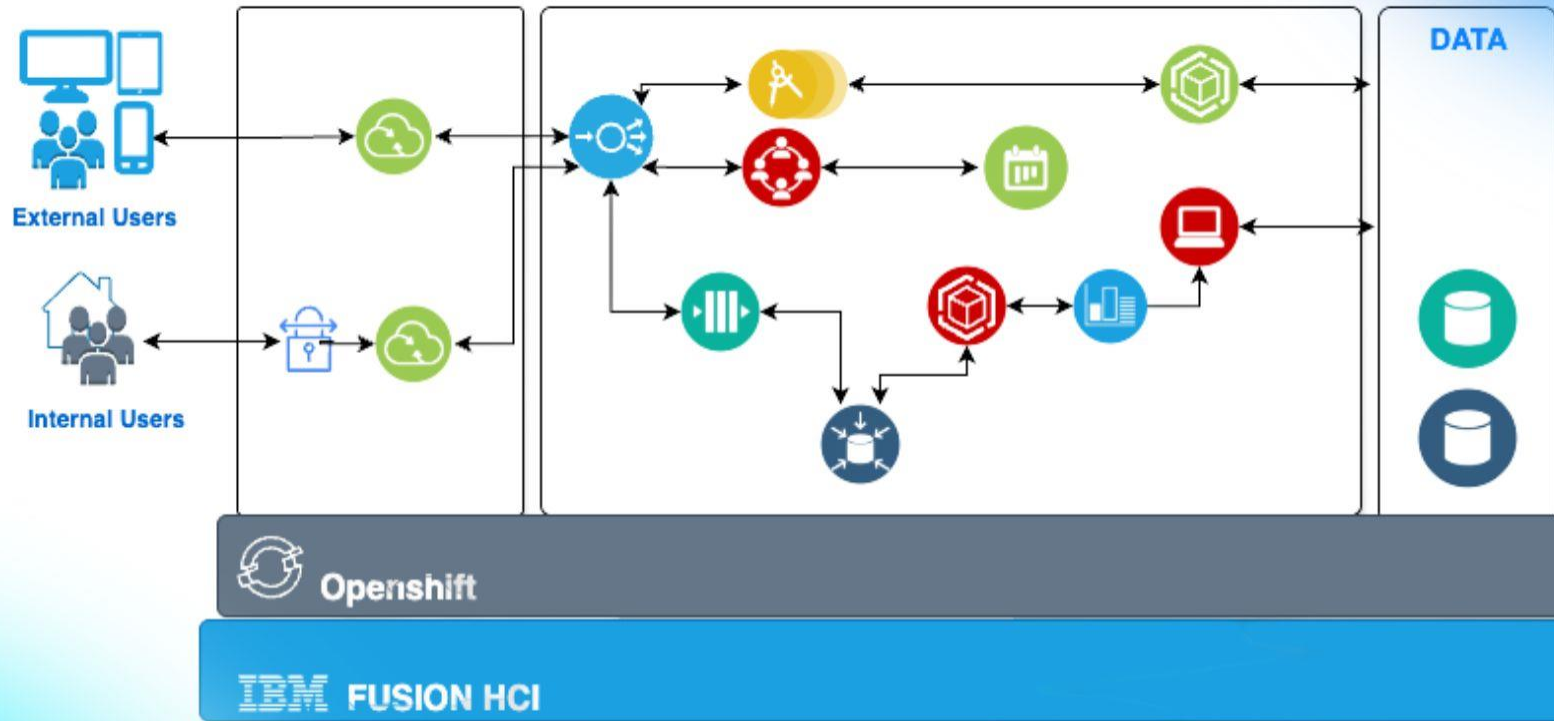 DATA
External Users
Internal Users
Openshift
IBM FUSION HCI